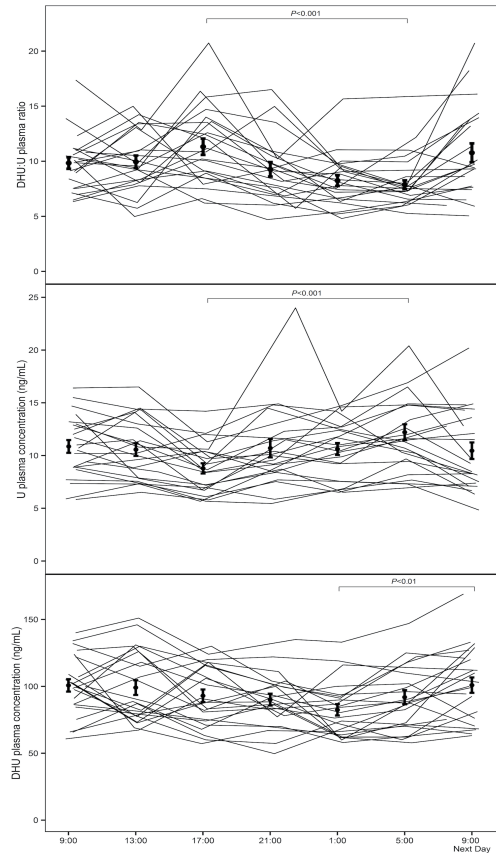 P<0.001
20
15
10
5
0
DHU:U plasma ratio
P<0.001
25
20
15
10
5
0
U plasma concentration (ng/mL)
P<0.01
150
100
50
0
DHU plasma concentration (ng/mL)
9:00 13:00 17:00 21:00 1:00 5:00 9:00
Next Day